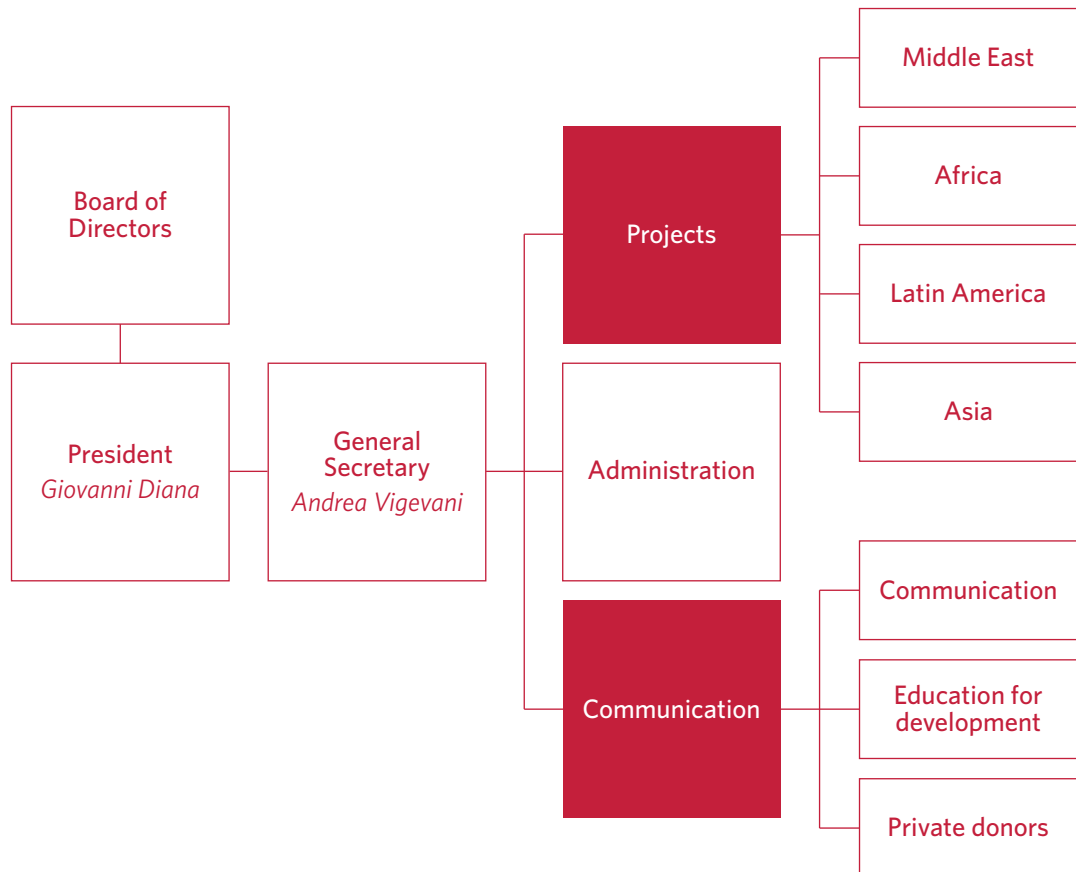 Board of
Directors
President
Giovanni Diana
General
Secretary
Andrea Vigevani
Projects
Administration
Communication
Middle East
Africa
Latin America
Asia
Communication
Education for
development
Private donors